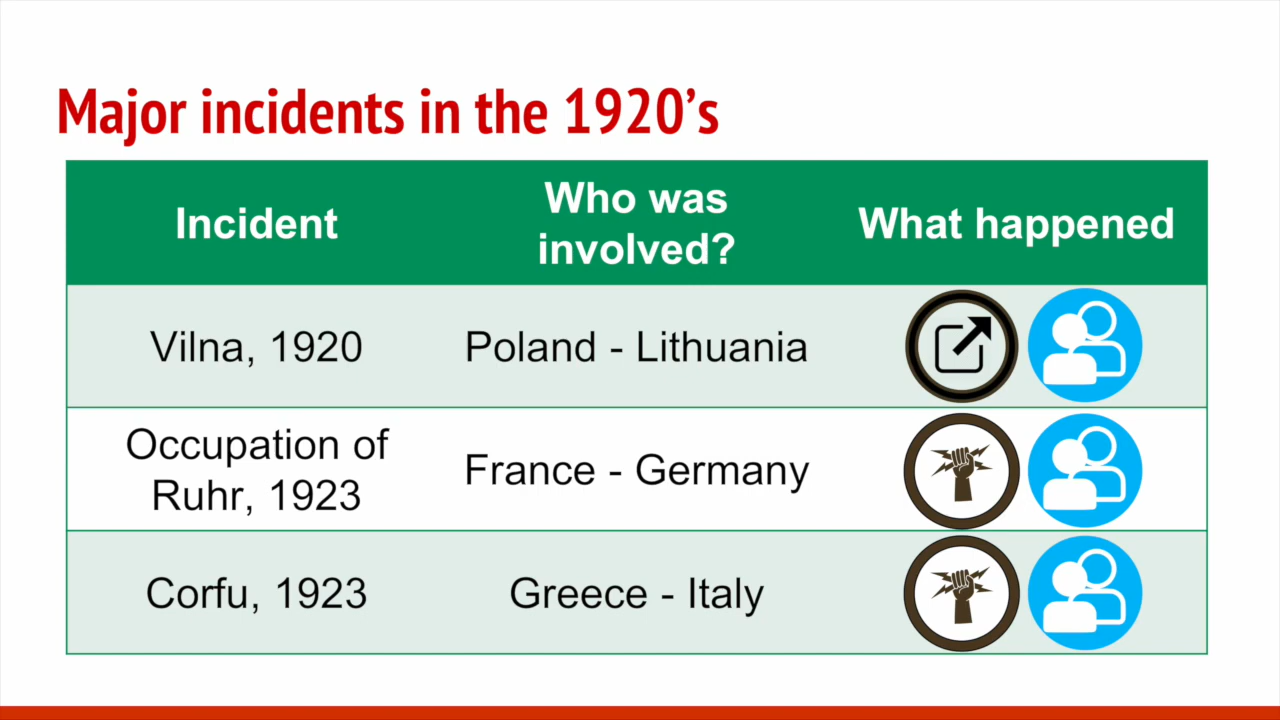 Major incidents in the 1920’s
Incident
Who was
involved?
What happened
Vilna, 1920
Poland - Lithuania
Occupation of
Ruhr, 1923
France - Germany
Corfu, 1923
Greece - Italy